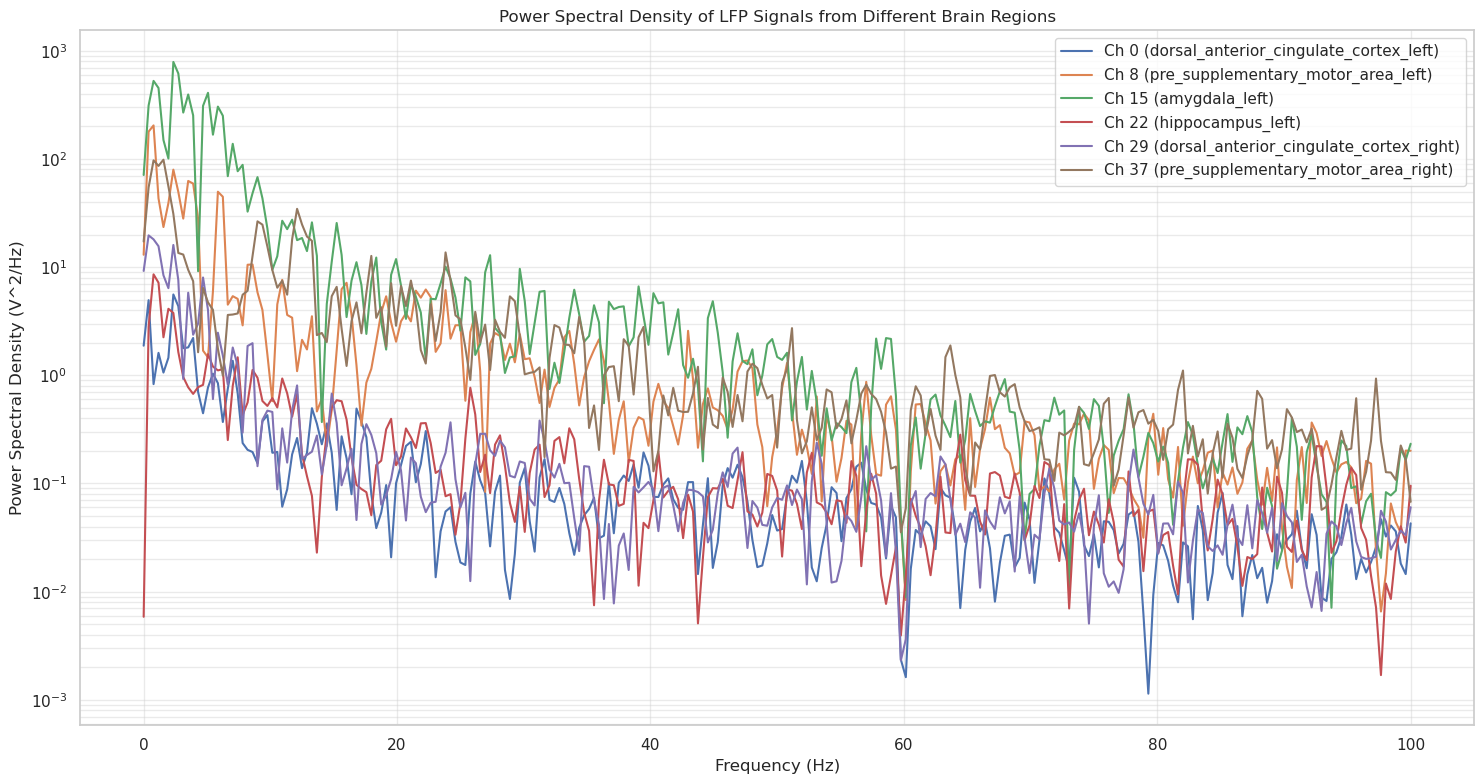 Power Spectral Density of LFP Signals from Different Brain Regions
Ch 0 (dorsal_anterior_cingulate_cortex_left)
Ch 8 (pre_supplementary_motor_area_left)
Ch 15 (amygdala_left)
Ch 22 (hippocampus_left)
Ch 29 (dorsal_anterior_cingulate_cortex_right)
Ch 37 (pre_supplementary_motor_area_right)
Power Spectral Density (V^2/Hz)
10³
10²
10¹
10⁰
10⁻¹
10⁻²
10⁻³
0 20 40 60 80 100
Frequency (Hz)